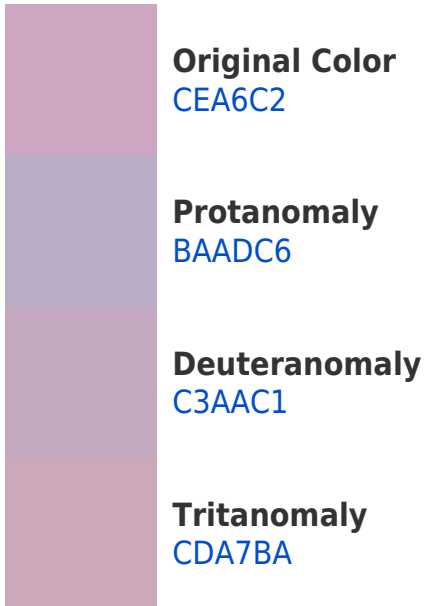 Original Color
CEA6C2
Protanomaly
BAADC6
Deuteranomaly
C3AAC1
Tritanomaly
CDA7BA